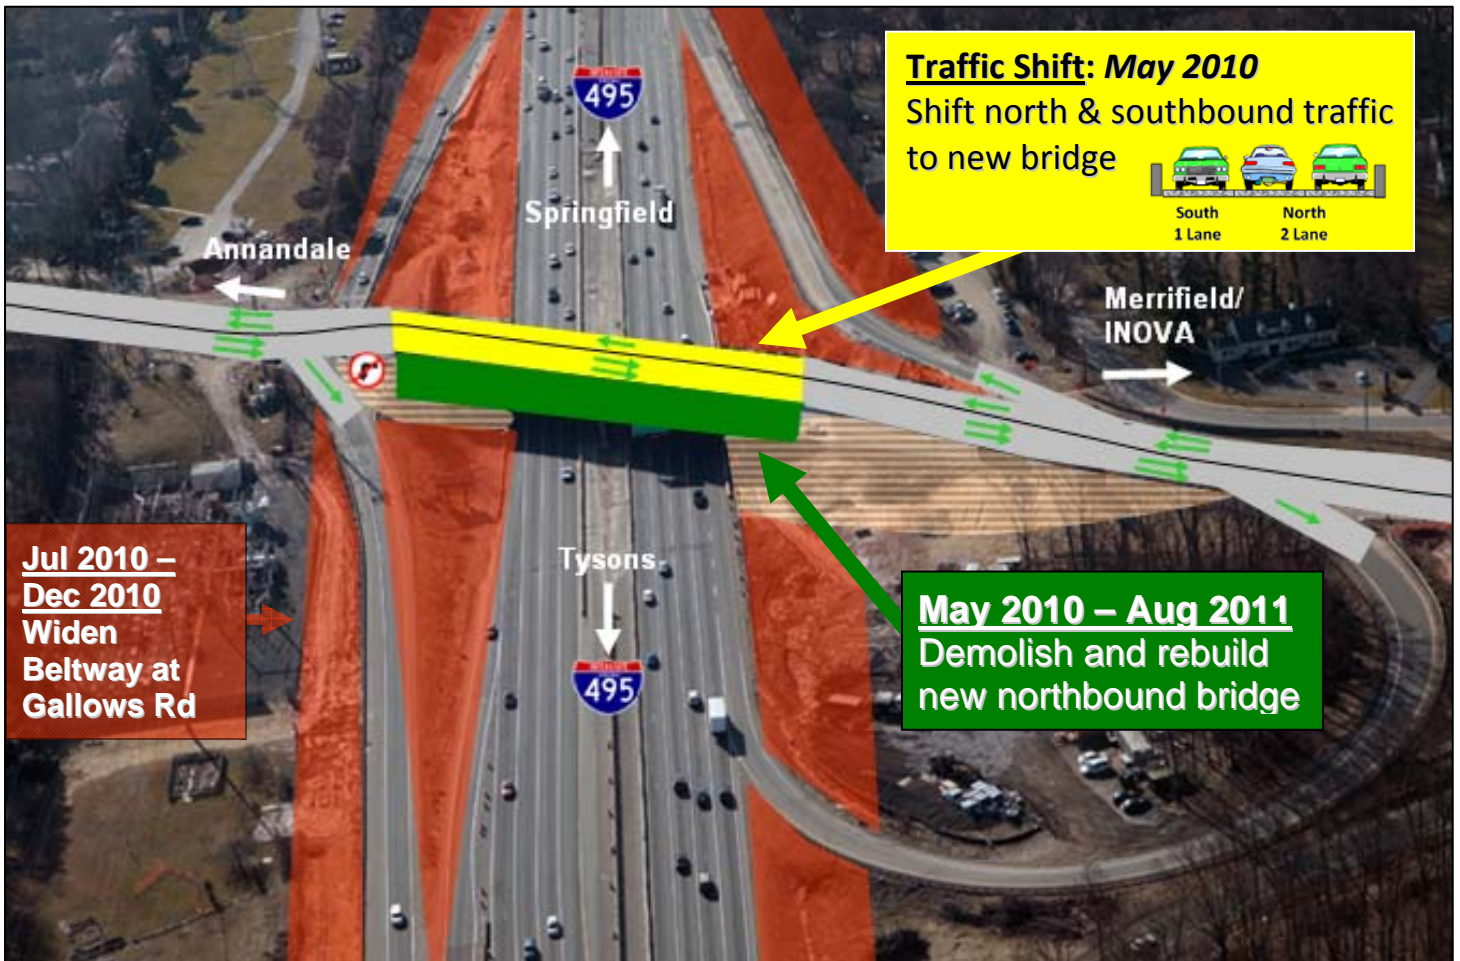 Traffic Shift: May 2010
Shift north & southbound traffic
to new bridge
South
1 Lane
North
2 Lane
INTERSTATE
495
Springfield
Annandale
Merrifield/
INOVA
Jul 2010 –
Dec 2010
Widen
Beltway at
Gallows Rd
Tysons
INTERSTATE
495
May 2010 – Aug 2011
Demolish and rebuild
new northbound bridge